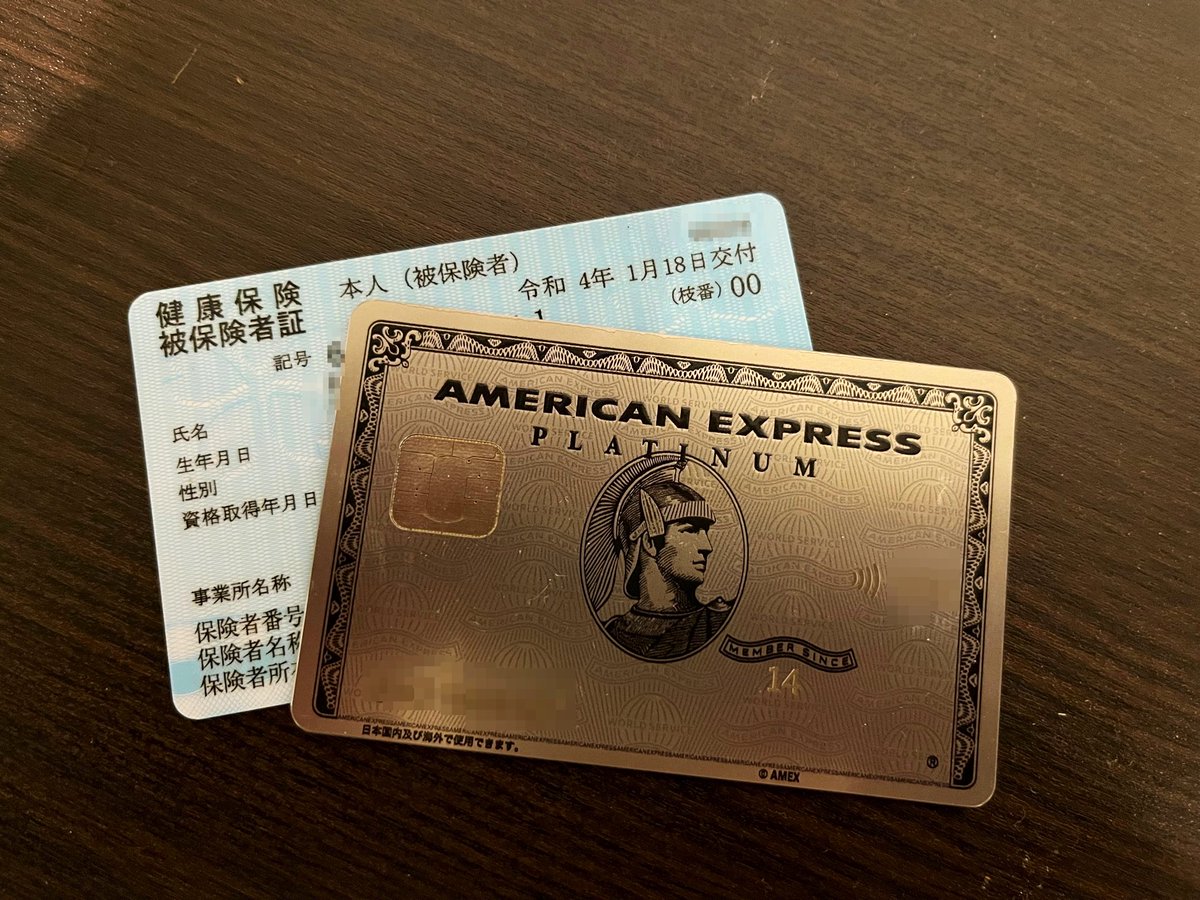 健康保険
被保険者証
本人（被保険者）
令和 4年 1月18日交付
（枝番）00
記号
氏名
生年月日
性別
資格取得年月日
事業所名称
保険者番号
保険者名称
保険者所
AMERICAN EXPRESS
PLATINUM
MEMBER SINCE
14
日本国内及び海外で使用できます。
© AMEX
®